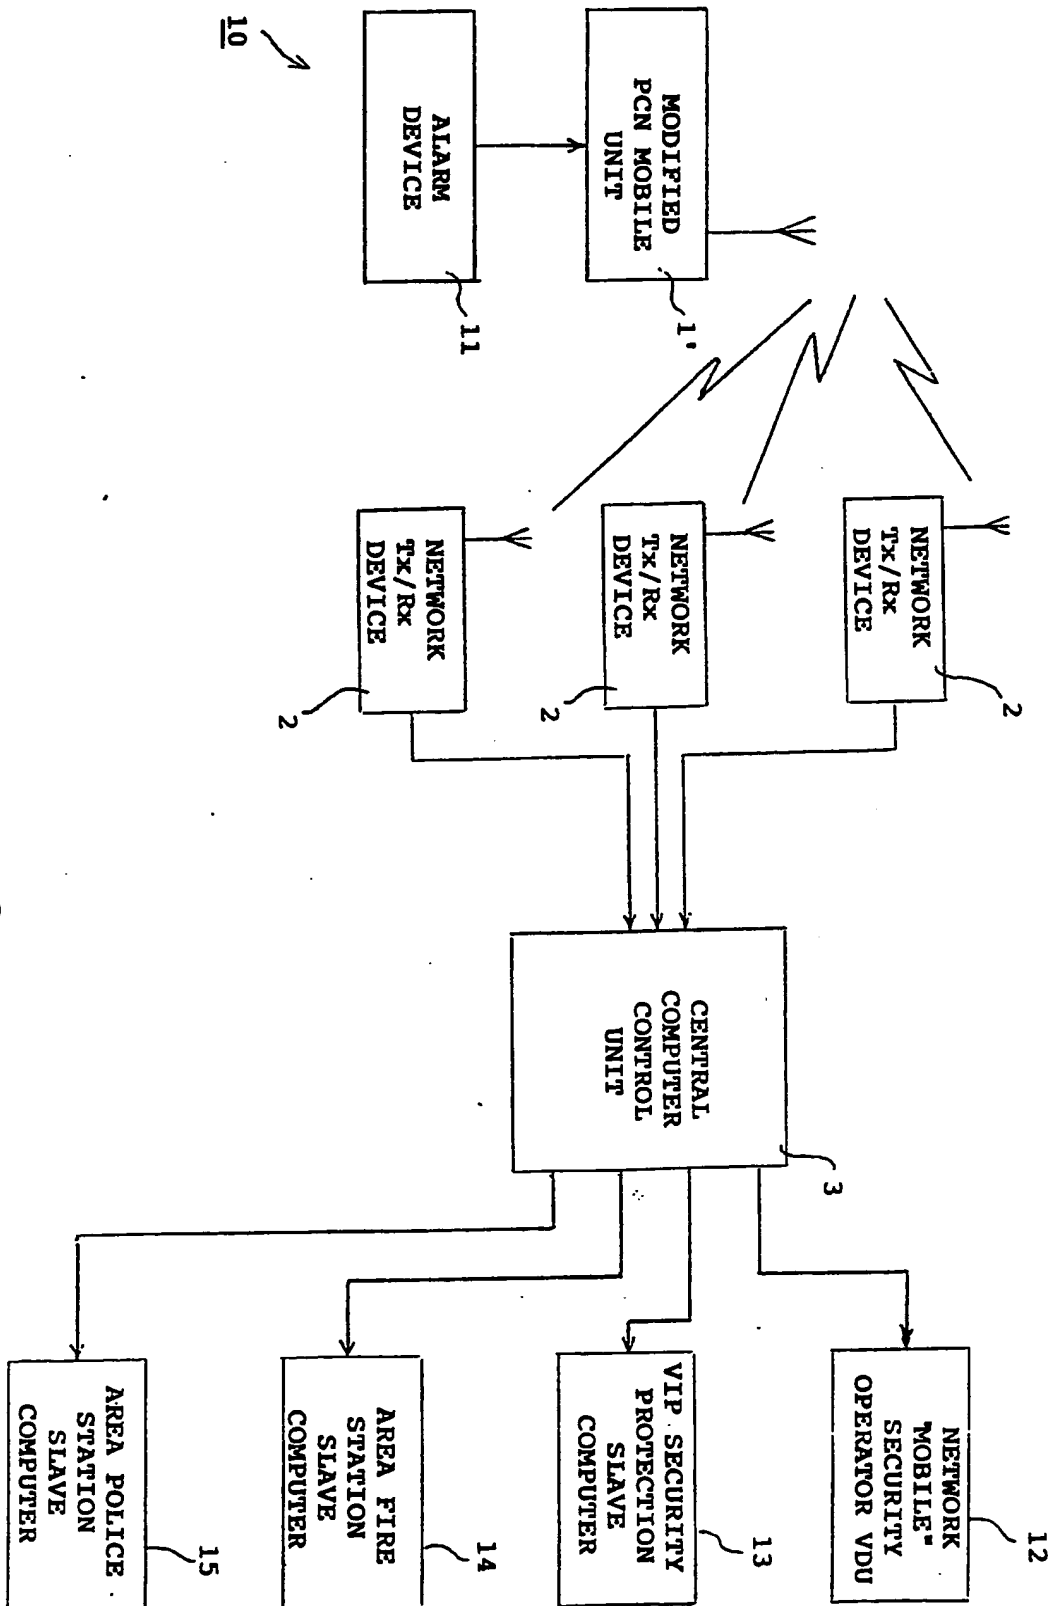 MODIFIED
PCN MOBILE
UNIT
1'
ALARM
DEVICE
11
10
NETWORK
Tx/Rx
DEVICE
2
NETWORK
Tx/Rx
DEVICE
2
NETWORK
Tx/Rx
DEVICE
2
CENTRAL
COMPUTER
CONTROL
UNIT
3
NETWORK
"MOBILE"
SECURITY
OPERATOR VDU
12
VIP SECURITY
PROTECTION
SLAVE
COMPUTER
13
AREA FIRE
STATION
SLAVE
COMPUTER
14
AREA POLICE
STATION
SLAVE
COMPUTER
15